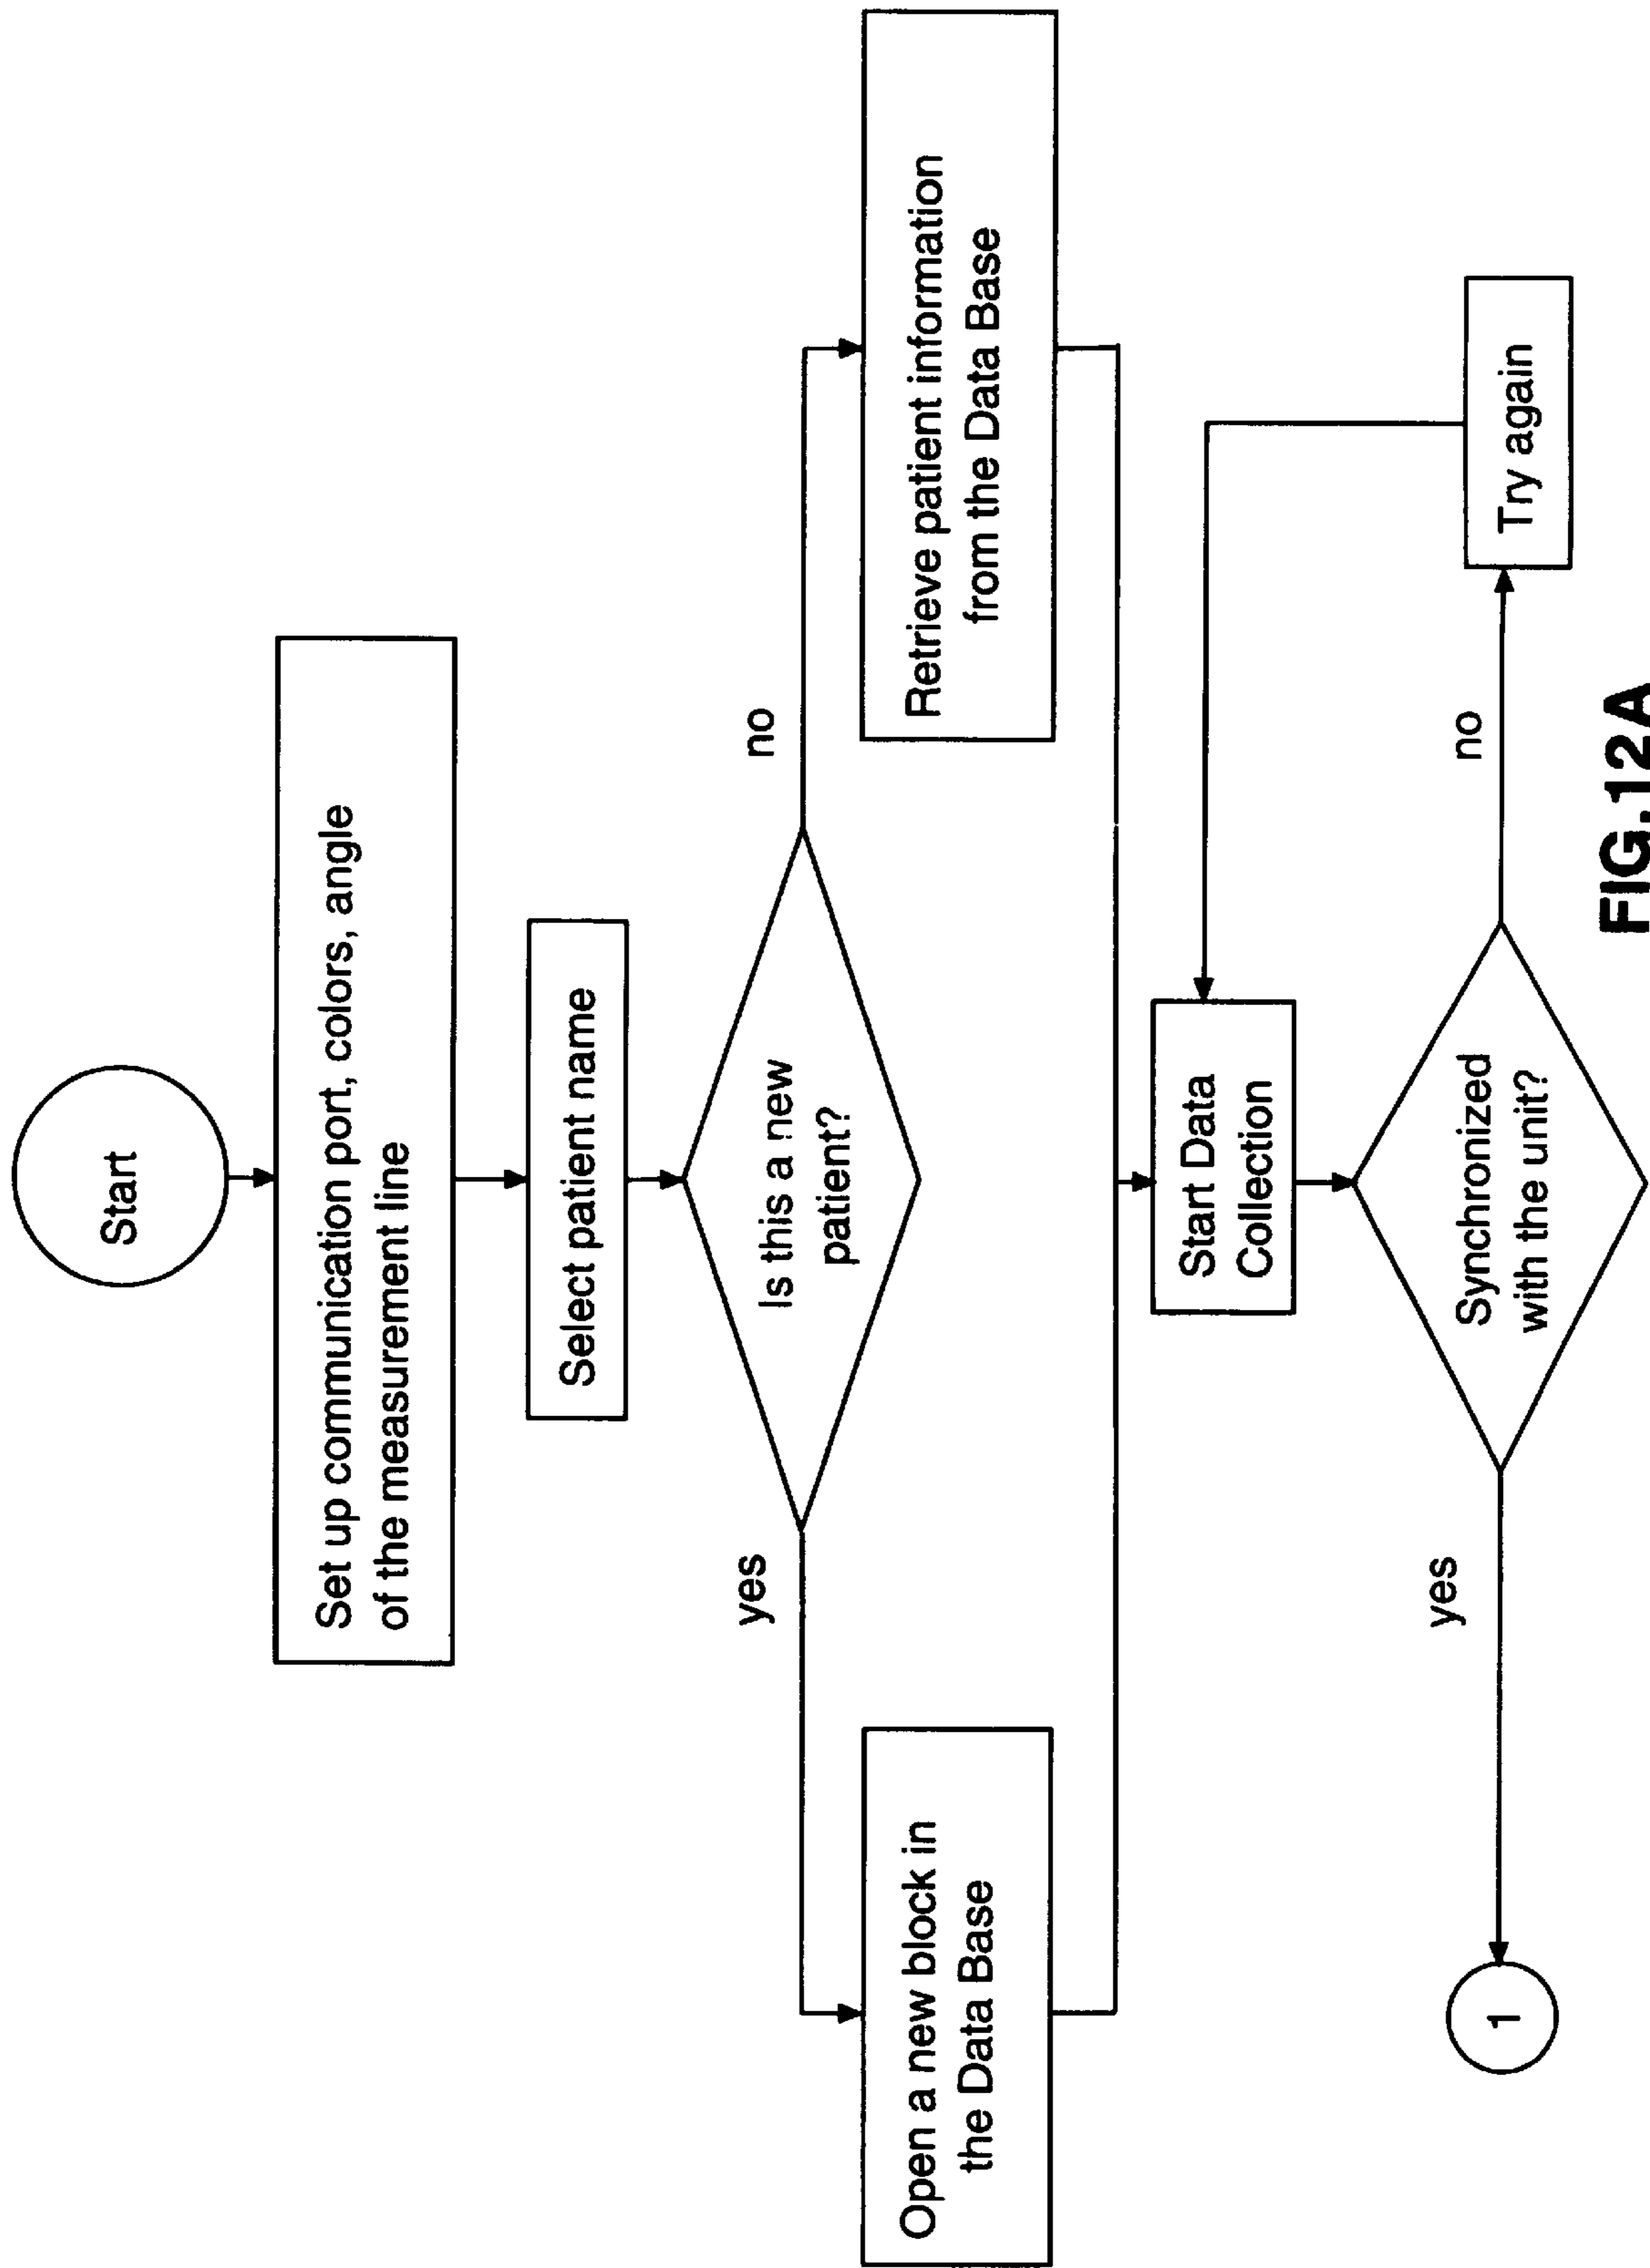 Start
Set up communication port, colors, angle
of the measurement line
Select patient name
Is this a new
patient?
yes
no
Open a new block in
the Data Base
Retrieve patient information
from the Data Base
Start Data
Collection
Synchronized
with the unit?
yes
no
1
Try again
FIG.12A